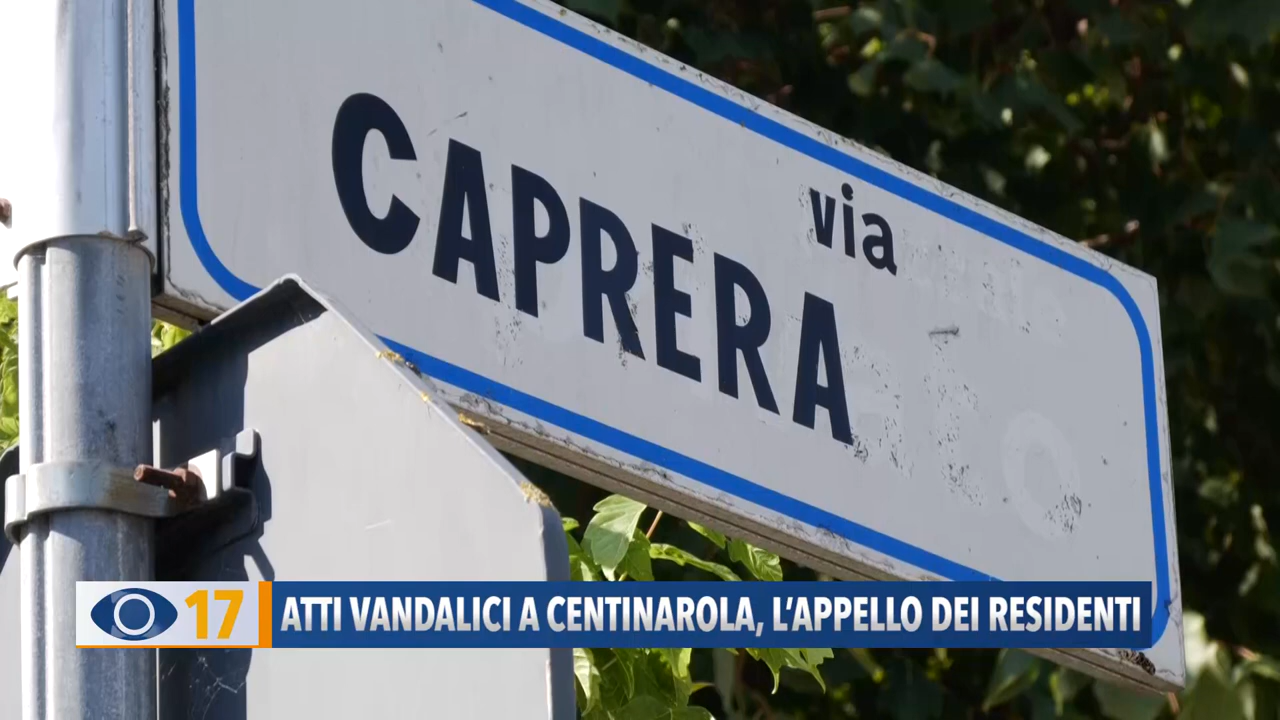 via
CAPRERA
17
ATTI VANDALICI A CENTINAROLA, L'APPELLO DEI RESIDENTI